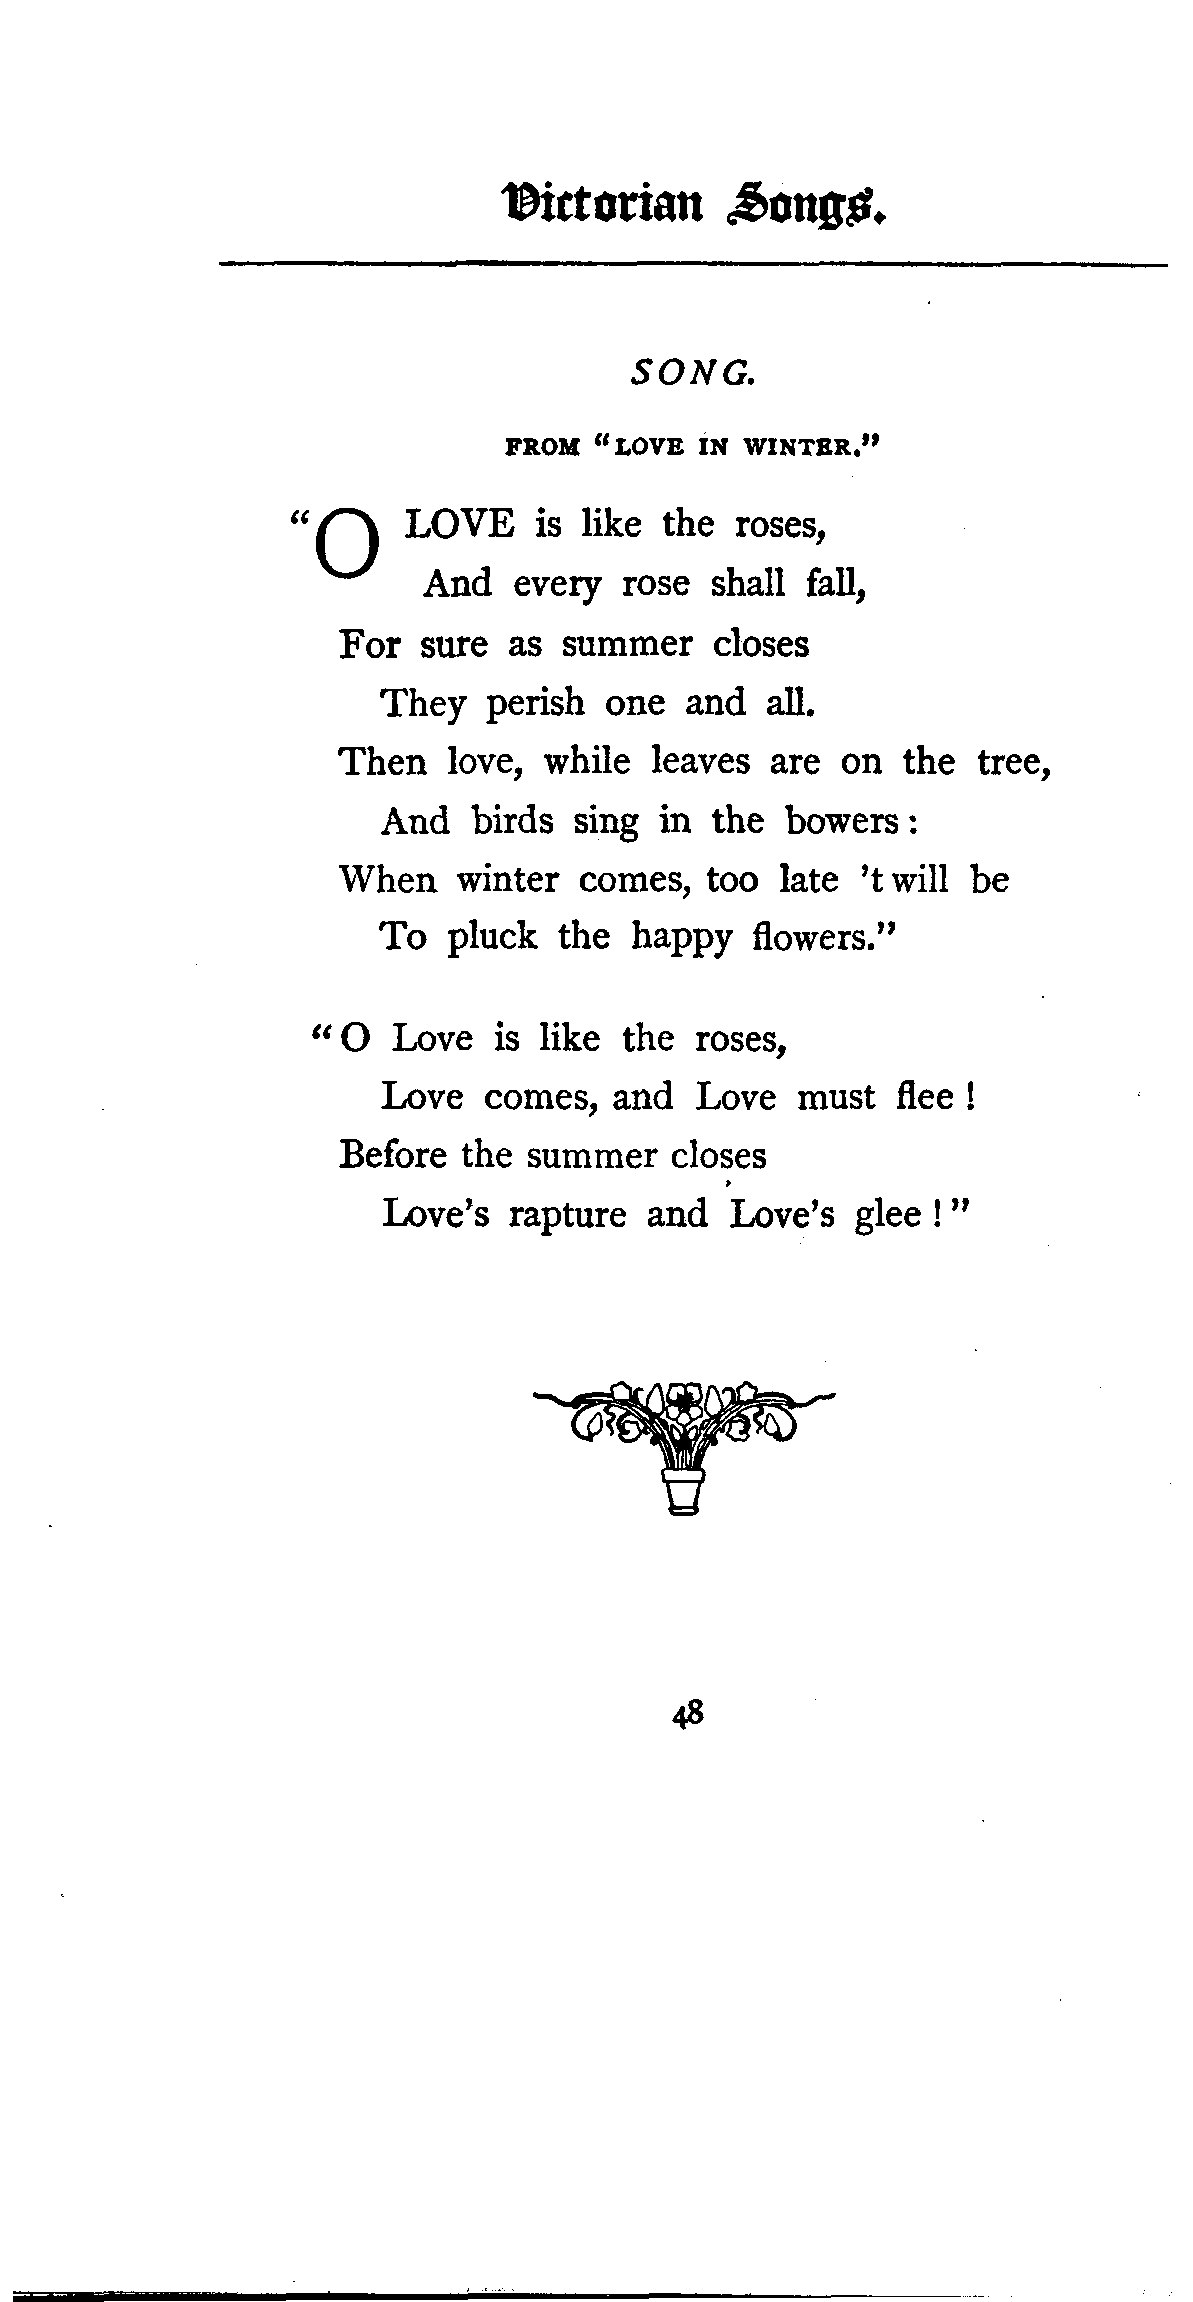 Victorian Songs.
SONG.
FROM "LOVE IN WINTER."
"O LOVE is like the roses,
And every rose shall fall,
For sure as summer closes
They perish one and all.
Then love, while leaves are on the tree,
And birds sing in the bowers:
When winter comes, too late 't will be
To pluck the happy flowers."
"O Love is like the roses,
Love comes, and Love must flee!
Before the summer closes
Love's rapture and Love's glee!"
48